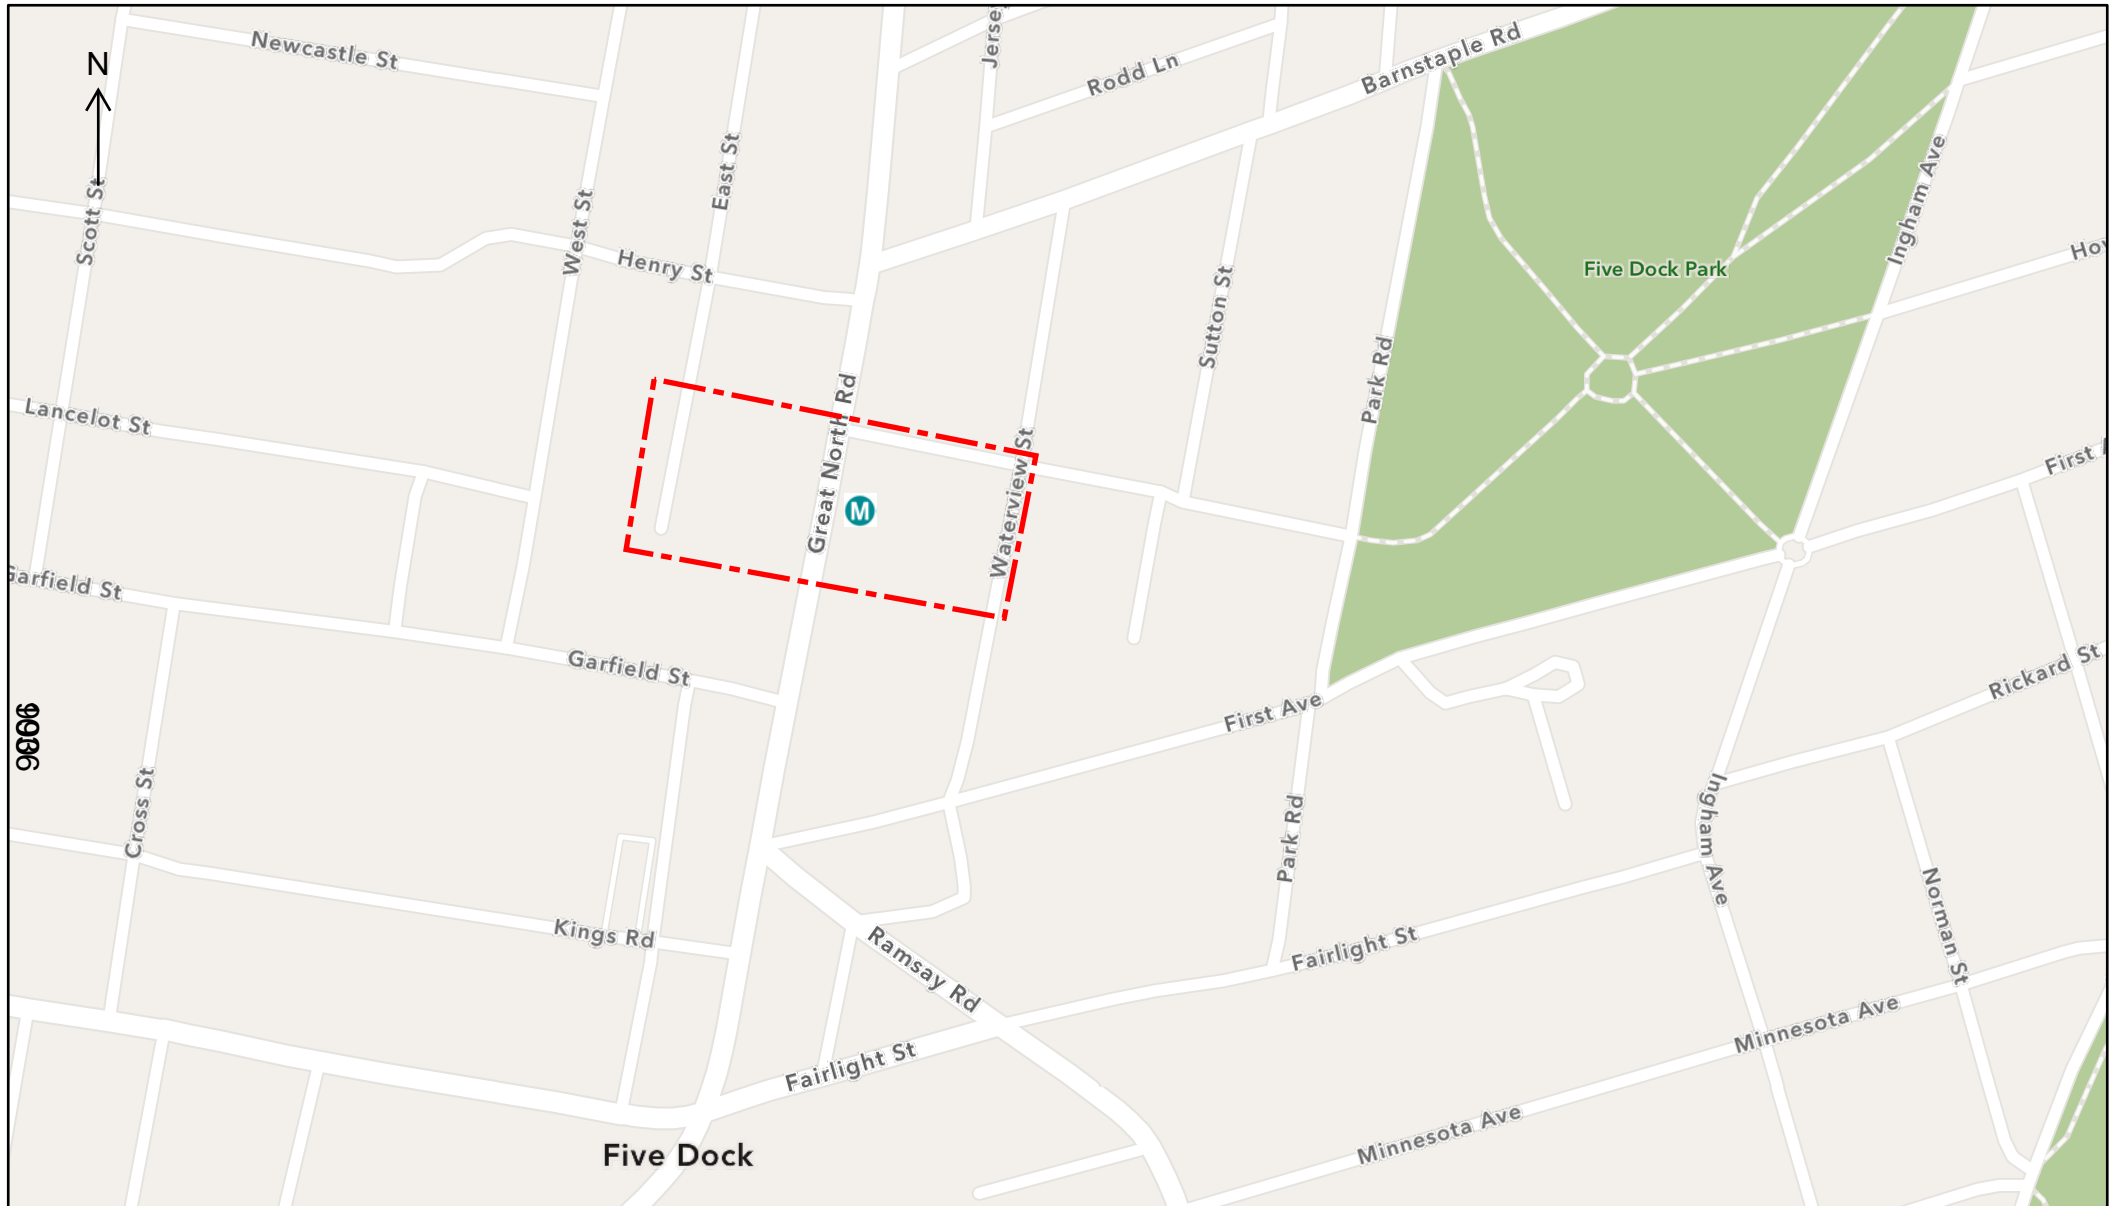 Newcastle St
N
Jersey
Rodd Ln
Barnstaple Rd
East St
Scott St
West St
Henry St
Ingham Ave
Five Dock Park
Sutton St
Park Rd
Great North Rd
Lancelot St
Waterview St
M
First A
Garfield St
Garfield St
Rickard St
First Ave
Cross St
Park Rd
Ingham Ave
Kings Rd
Ramsay Rd
Fairlight St
Norman St
Fairlight St
Minnesota Ave
Minnesota Ave
Five Dock